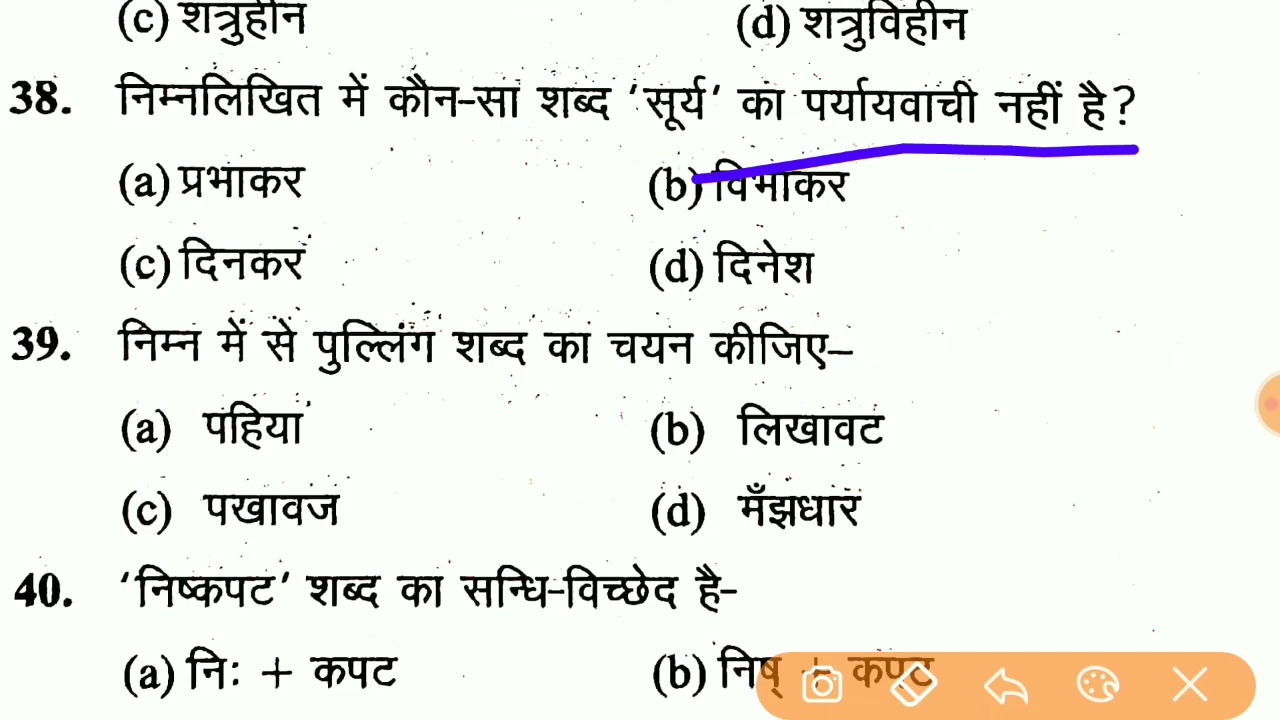 (c) शत्रुहीन (d) शत्रुविहीन
38. निम्नलिखित में कौन-सा शब्द 'सूर्य' का पर्यायवाची नहीं है?
(a) प्रभाकर (b) विभाकर
(c) दिनकर (d) दिनेश
39. निम्न में से पुल्लिंग शब्द का चयन कीजिए–
(a) पहिया (b) लिखावट
(c) पखावज (d) मँझधार
40. 'निष्कपट' शब्द का सन्धि-विच्छेद है-
(a) निः + कपट (b) निष् + कपट